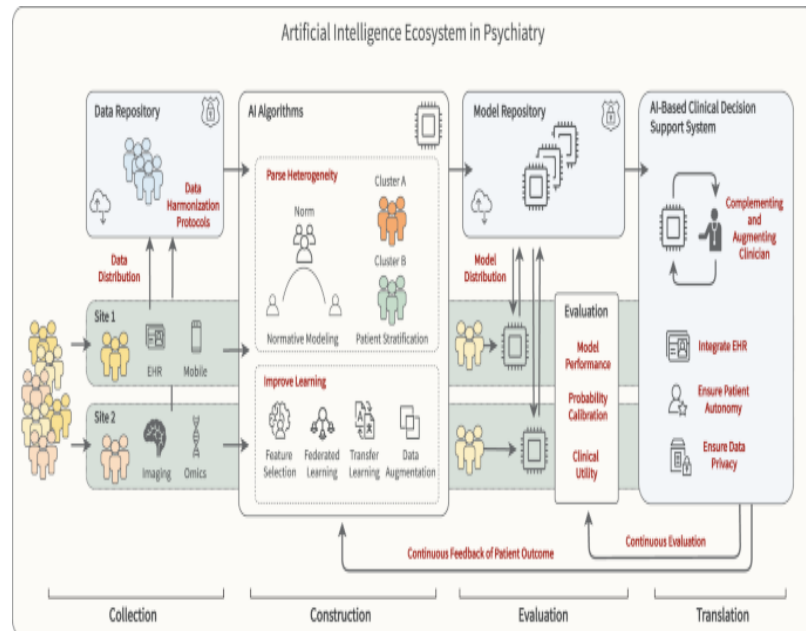 Artificial Intelligence Ecosystem in Psychiatry
Data Repository
Data
Harmonization
Protocols
Data
Distribution
Site 1
EHR
Mobile
Site 2
Imaging
Omics
AI Algorithms
Parse Heterogeneity
Norm
Normative Modeling
Cluster A
Cluster B
Patient Stratification
Improve Learning
Feature
Selection
Federated
Learning
Transfer
Learning
Data
Augmentation
Model Repository
Model
Distribution
Evaluation
Model
Performance
Probability
Calibration
Clinical
Utility
AI-Based Clinical Decision
Support System
Complementing
and
Augmenting
Clinician
Integrate EHR
Ensure Patient
Autonomy
Ensure Data
Privacy
Continuous Feedback of Patient Outcome
Continuous Evaluation
Collection
Construction
Evaluation
Translation